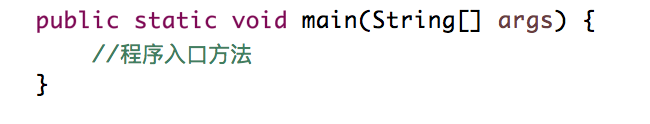 public static void main(String[] args) {
    //程序入口方法
}